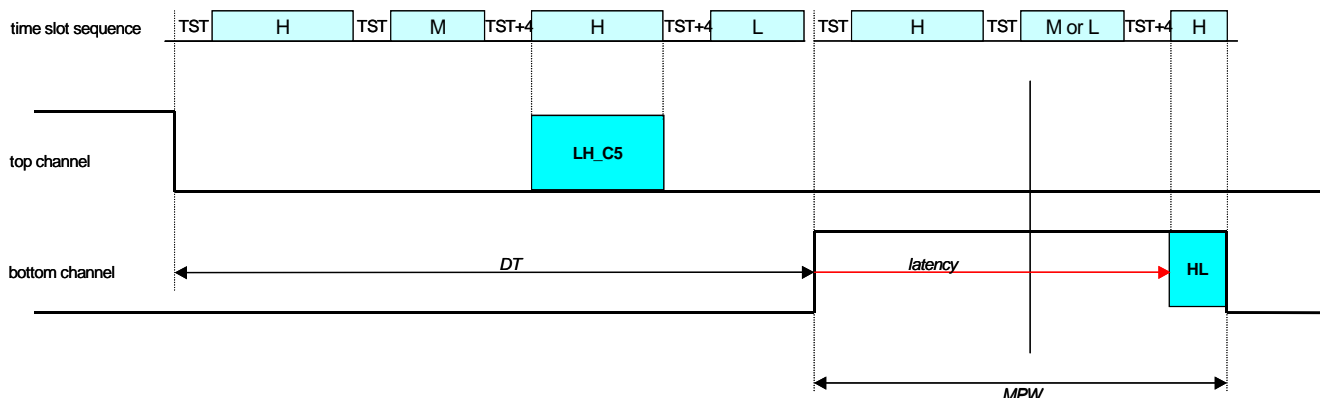 time slot sequence TST H TST M TST+4 H TST+4 L TST H TST M or L TST+4 H
top channel LH_C5
bottom channel DT latency HL
MPW